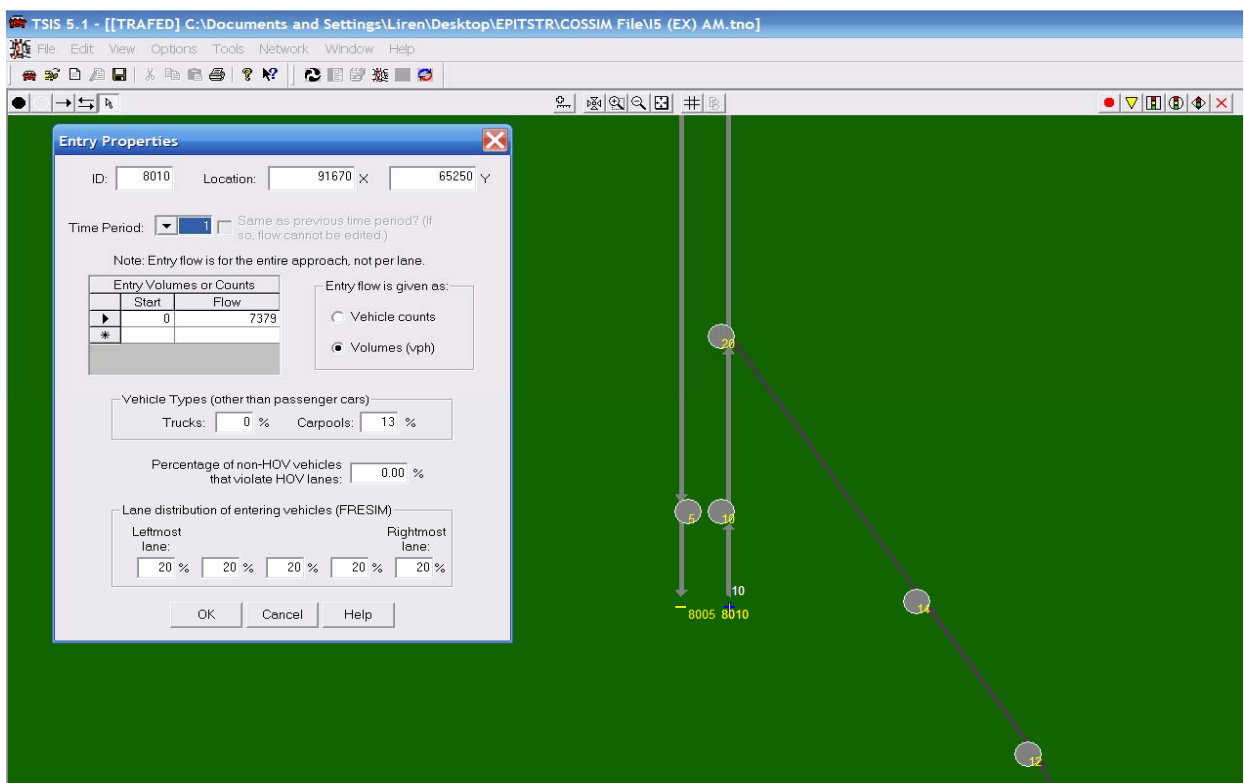 TSIS 5.1 - [[TRAFED] C:\Documents and Settings\Liren\Desktop\EPITSTR\COSSIM File\I5 (EX) AM.tno]
File Edit View Options Tools Network Window Help
Entry Properties
ID: 8010 Location: 91670 X 65250 Y
Time Period: 1 Same as previous time period? (If
so, flow cannot be edited.)
Note: Entry flow is for the entire approach, not per lane.
Entry Volumes or Counts
Start Flow
0 7379
*
Entry flow is given as:
Vehicle counts
Volumes (vph)
Vehicle Types (other than passenger cars)
Trucks: 0 % Carpools: 13 %
Percentage of non-HOV vehicles
that violate HOV lanes: 0.00 %
Lane distribution of entering vehicles (FRESIM)
Leftmost Rightmost
lane: lane:
20 % 20 % 20 % 20 % 20 %
OK Cancel Help
20
5 10
10
8005 8010
14
12